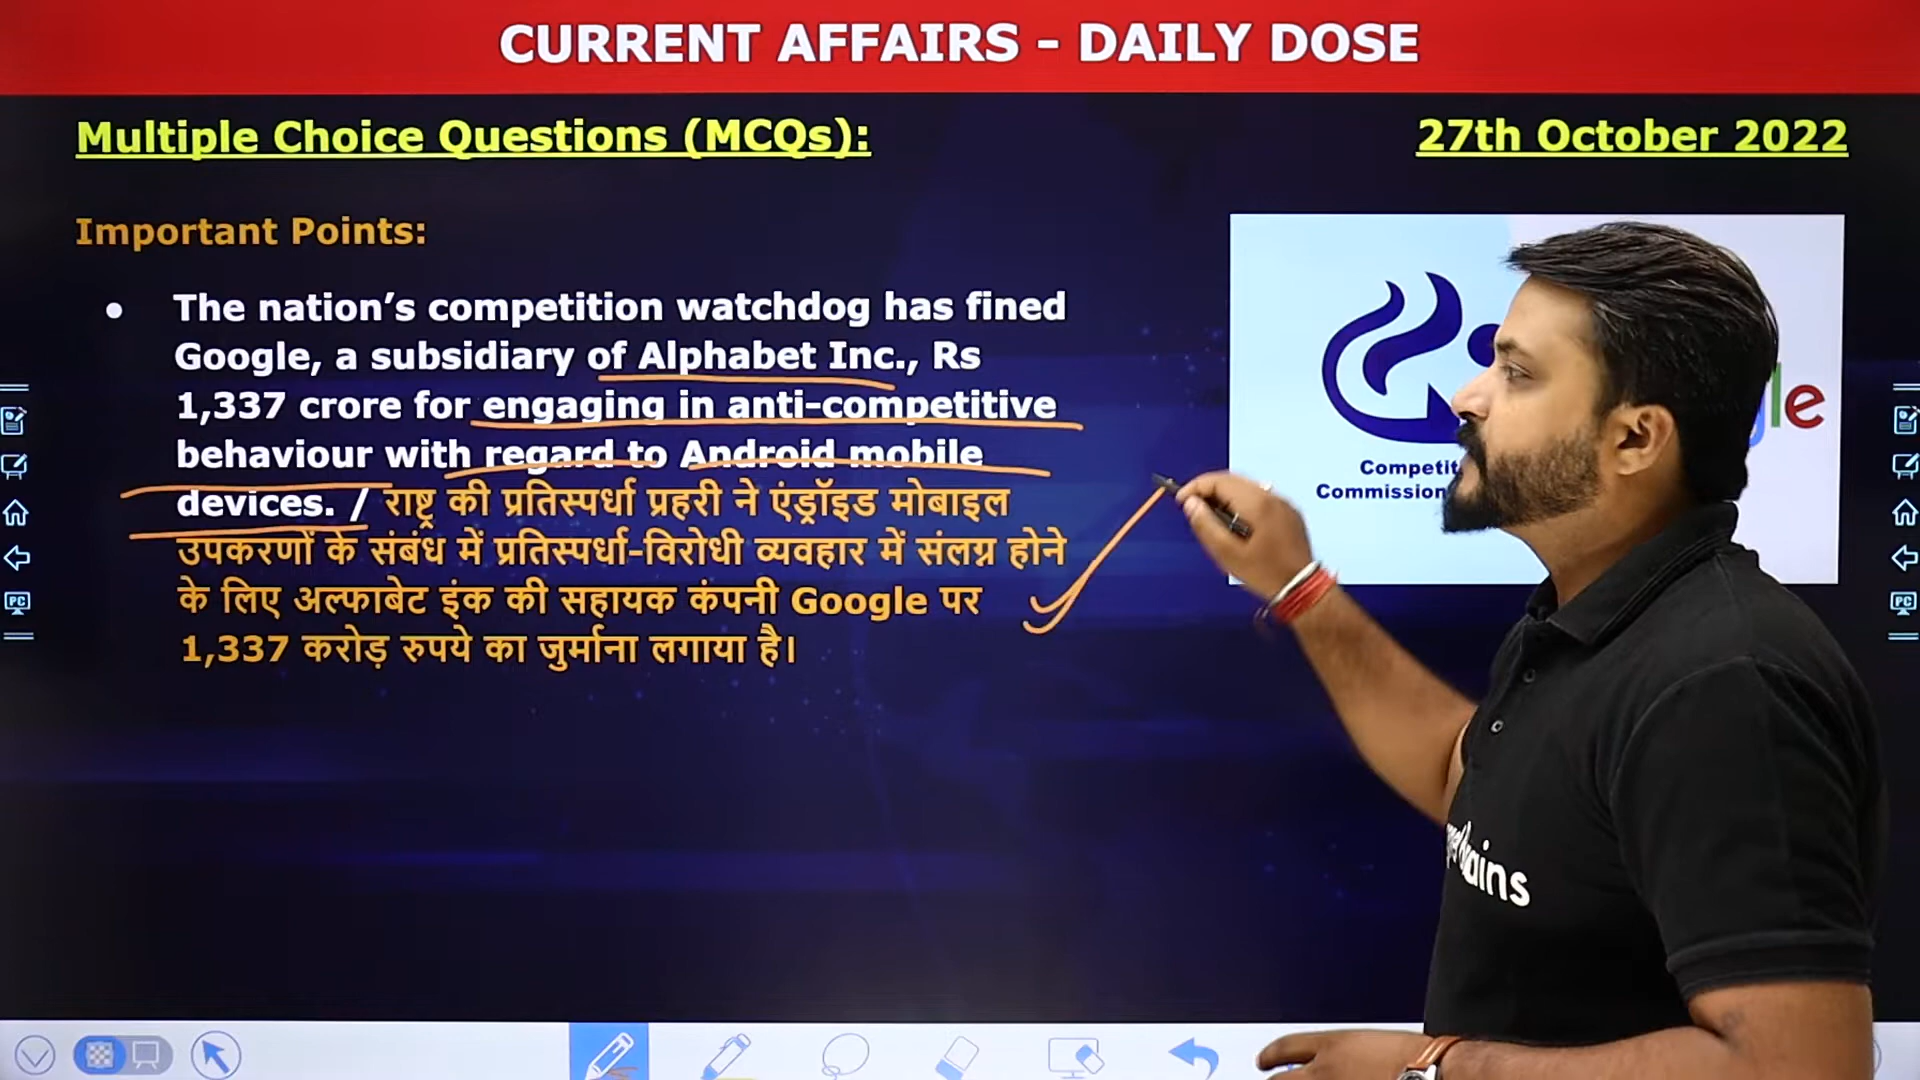 CURRENT AFFAIRS - DAILY DOSE
Multiple Choice Questions (MCQs):
27th October 2022
Important Points:
● The nation’s competition watchdog has fined
Google, a subsidiary of Alphabet Inc., Rs
1,337 crore for engaging in anti-competitive
behaviour with regard to Android mobile
devices. / राष्ट्र की प्रतिस्पर्धा प्रहरी ने एंड्रॉइड मोबाइल
उपकरणों के संबंध में प्रतिस्पर्धा-विरोधी व्यवहार में संलग्न होने
के लिए अल्फाबेट इंक की सहायक कंपनी Google पर
1,337 करोड़ रुपये का जुर्माना लगाया है।
Competit
Commission
le
PC
PC
ains